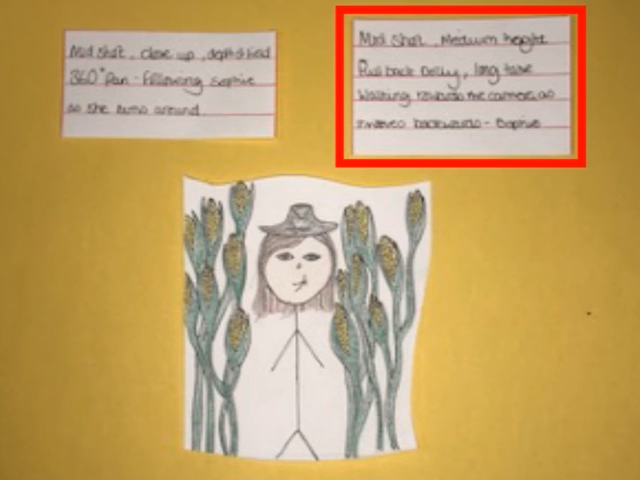 Mid Shot, close up, depth of field
360° Pan - Following Sophie
as she turns around
Mid Shot, Medium height
Pull back Dolly, long take
Walking towards the camera as
it moves backwards - Sophie